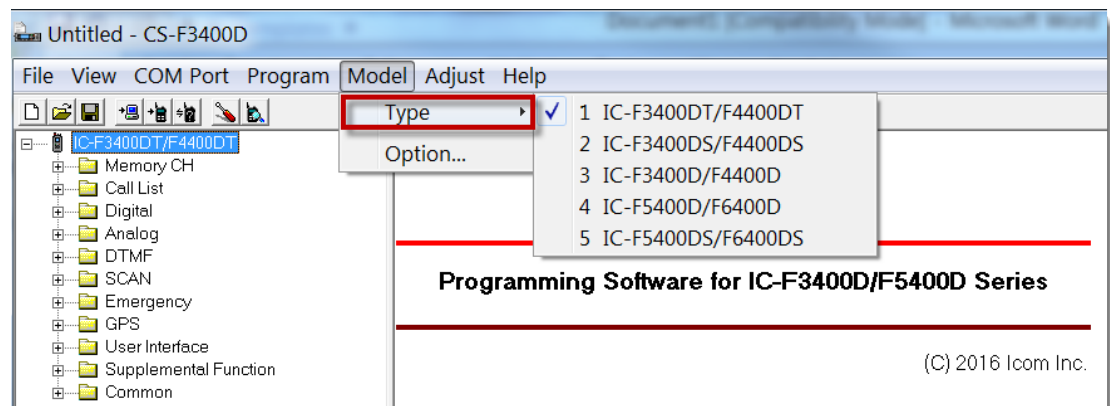 Document1 [Compatibility Mode] - Microsoft Word
Untitled - CS-F3400D
File View COM Port Program Model Adjust Help
Type
Option...
1 IC-F3400DT/F4400DT
2 IC-F3400DS/F4400DS
3 IC-F3400D/F4400D
4 IC-F5400D/F6400D
5 IC-F5400DS/F6400DS
IC-F3400DT/F4400DT
Memory CH
Call List
Digital
Analog
DTMF
SCAN
Emergency
GPS
User Interface
Supplemental Function
Common
Programming Software for IC-F3400D/F5400D Series
(C) 2016 Icom Inc.